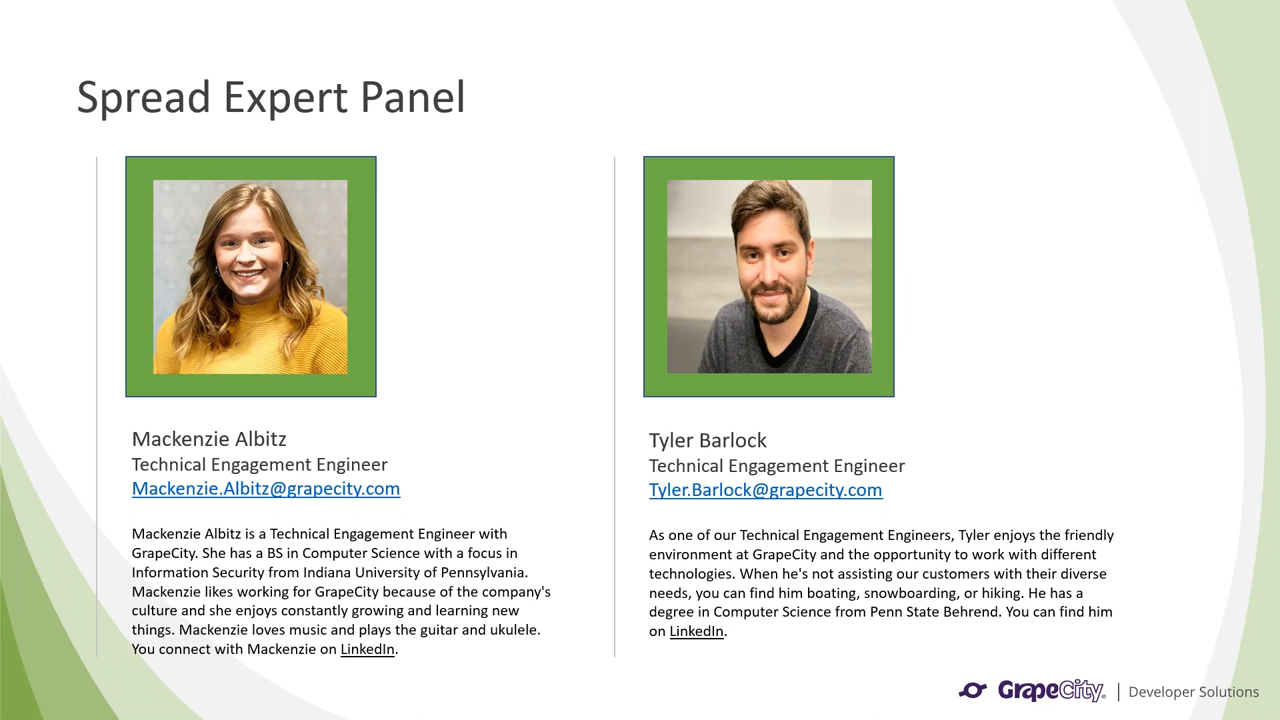 Spread Expert Panel
Mackenzie Albitz
Technical Engagement Engineer
Mackenzie.Albitz@grapecity.com
Mackenzie Albitz is a Technical Engagement Engineer with
GrapeCity. She has a BS in Computer Science with a focus in
Information Security from Indiana University of Pennsylvania.
Mackenzie likes working for GrapeCity because of the company's
culture and she enjoys constantly growing and learning new
things. Mackenzie loves music and plays the guitar and ukulele.
You connect with Mackenzie on LinkedIn.
Tyler Barlock
Technical Engagement Engineer
Tyler.Barlock@grapecity.com
As one of our Technical Engagement Engineers, Tyler enjoys the friendly
environment at GrapeCity and the opportunity to work with different
technologies. When he's not assisting our customers with their diverse
needs, you can find him boating, snowboarding, or hiking. He has a
degree in Computer Science from Penn State Behrend. You can find him
on LinkedIn.
GrapeCity® | Developer Solutions